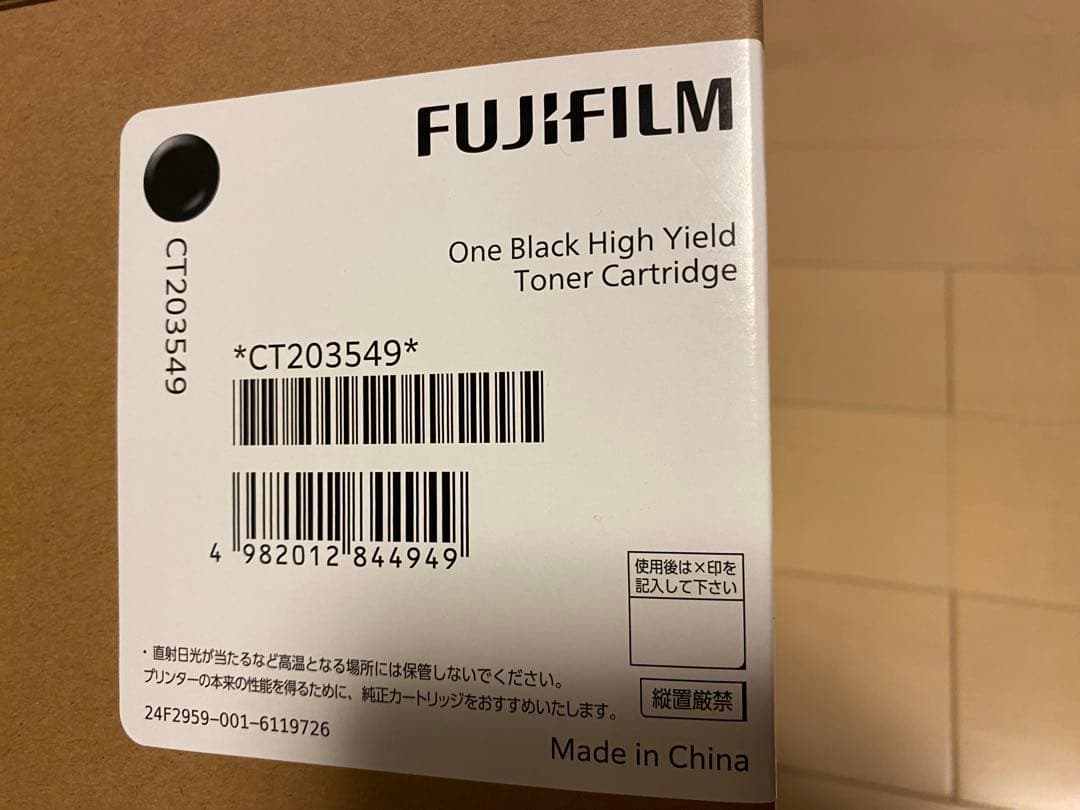 FUJIFILM
CT203549
One Black High Yield
Toner Cartridge
*CT203549*
4 982012 844949
使用後は×印を
記入して下さい
・直射日光が当たるなど高温となる場所には保管しないでください。
プリンターの本来の性能を得るために、純正カートリッジをおすすめいたします。
縦置厳禁
24F2959-001-6119726
Made in China